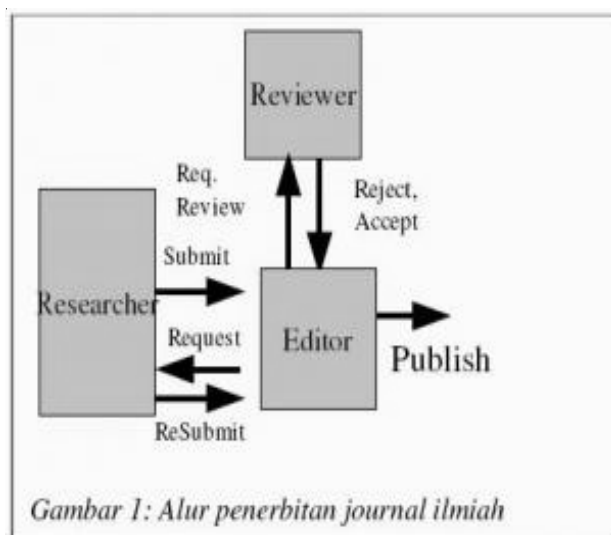 Reviewer
Req.
Review
Reject,
Accept
Submit
Researcher
Request
Editor
Publish
ReSubmit
Gambar 1: Alur penerbitan journal ilmiah